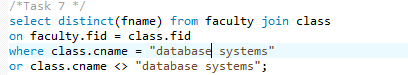 /*Task 7 */
select distinct(fname) from faculty join class
on faculty.fid = class.fid
where class.cname = "database systems"
or class.cname <> "database systems";